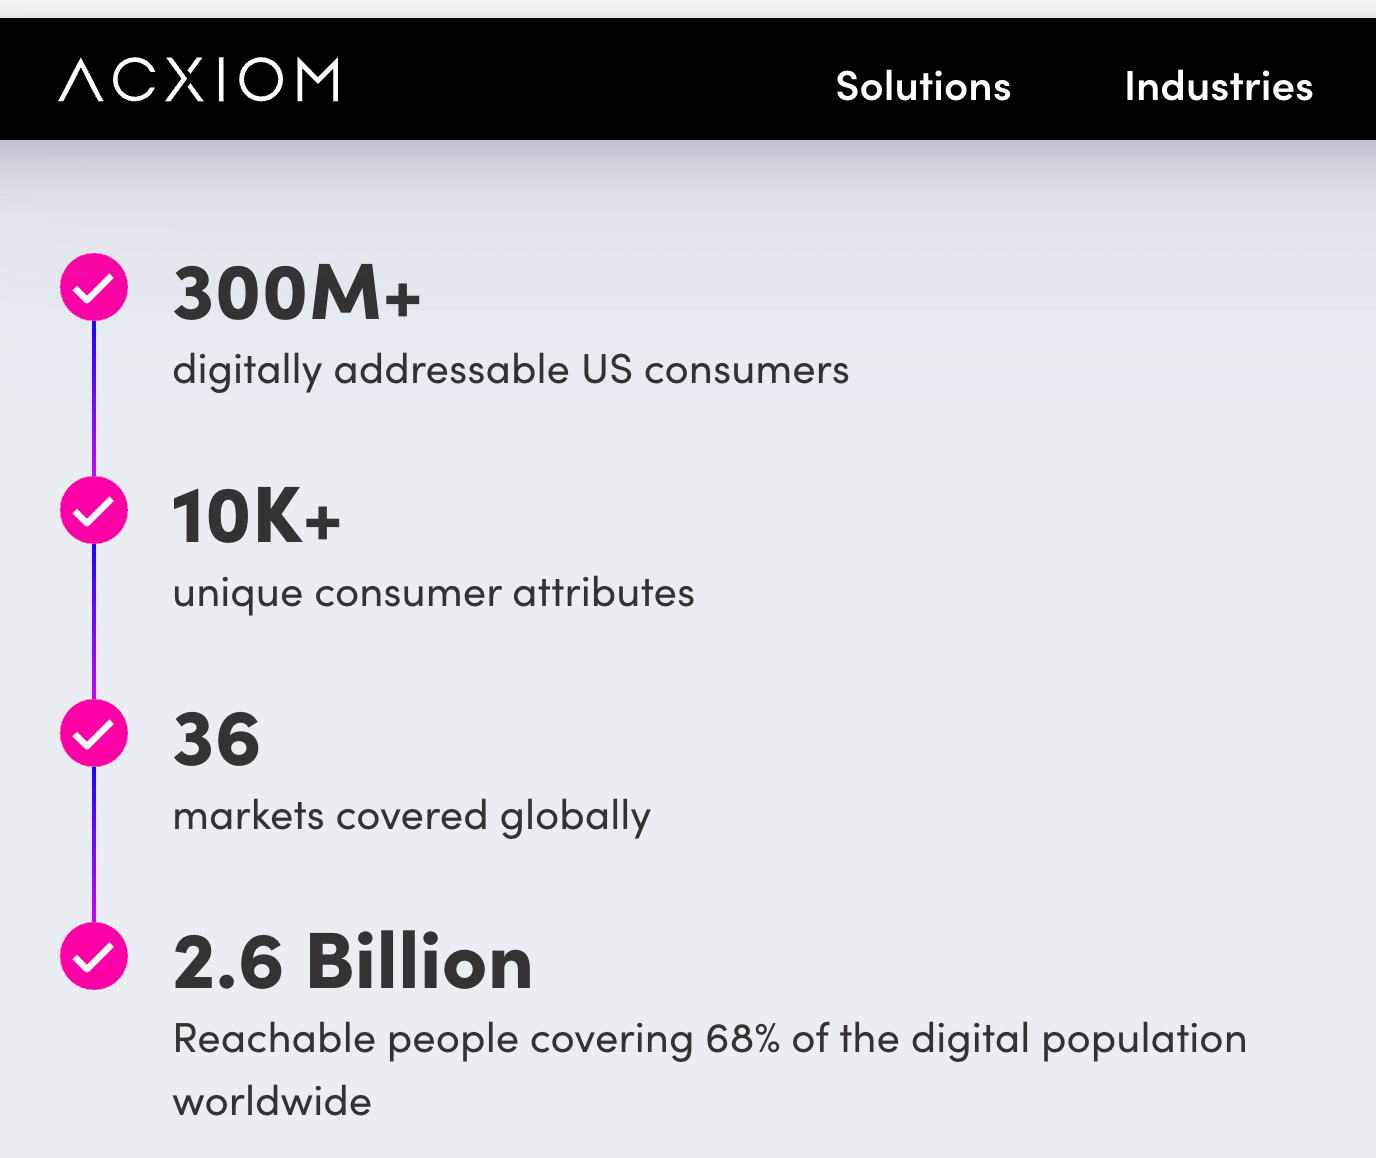 ACXIOM
Solutions
Industries
300M+
digitally addressable US consumers
10K+
unique consumer attributes
36
markets covered globally
2.6 Billion
Reachable people covering 68% of the digital population
worldwide